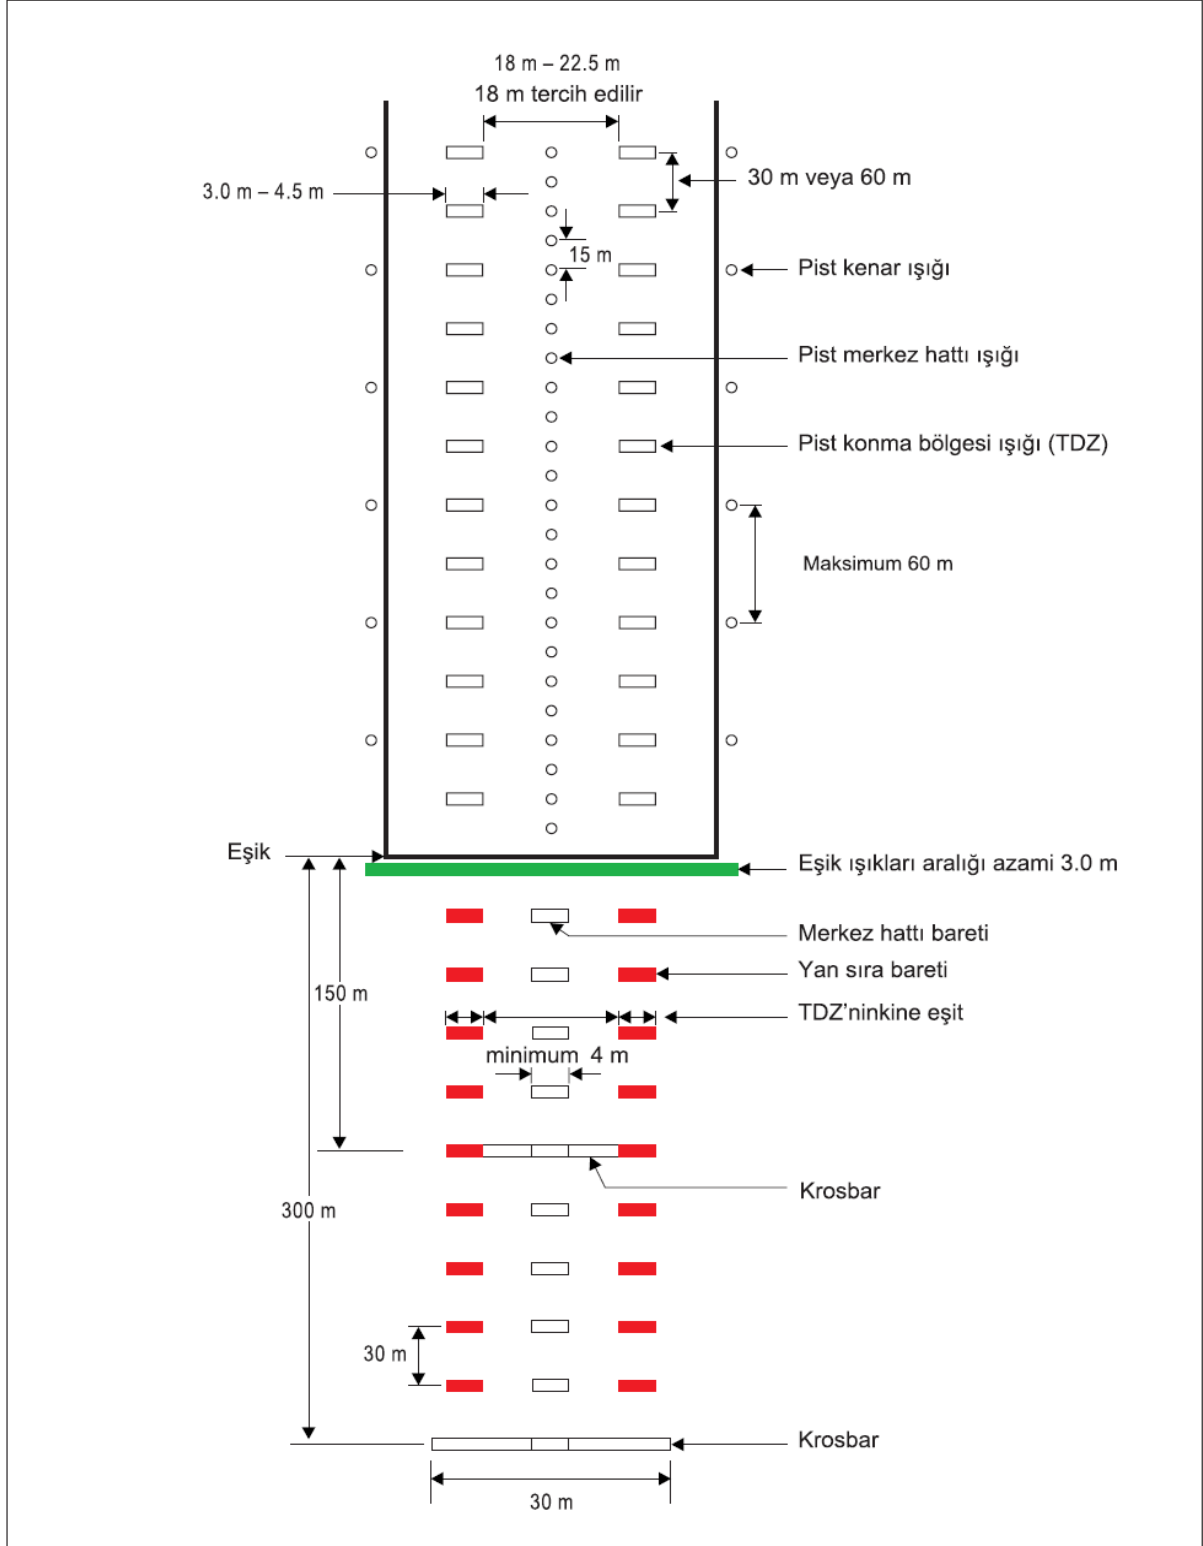 18 m – 22.5 m
18 m tercih edilir
3.0 m – 4.5 m
30 m veya 60 m
15 m
Pist kenar ışığı
Pist merkez hattı ışığı
Pist konma bölgesi ışığı (TDZ)
Maksimum 60 m
Eşik
Eşik ışıkları aralığı azami 3.0 m
Merkez hattı bareti
Yan sıra bareti
150 m
TDZ’ninkine eşit
minimum 4 m
Krosbar
300 m
30 m
Krosbar
30 m